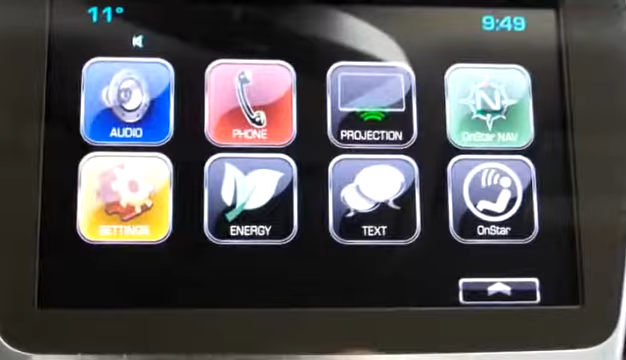 11°
9:49
AUDIO
PHONE
PROJECTION
N
OnStar NAV
SETTINGS
ENERGY
TEXT
OnStar